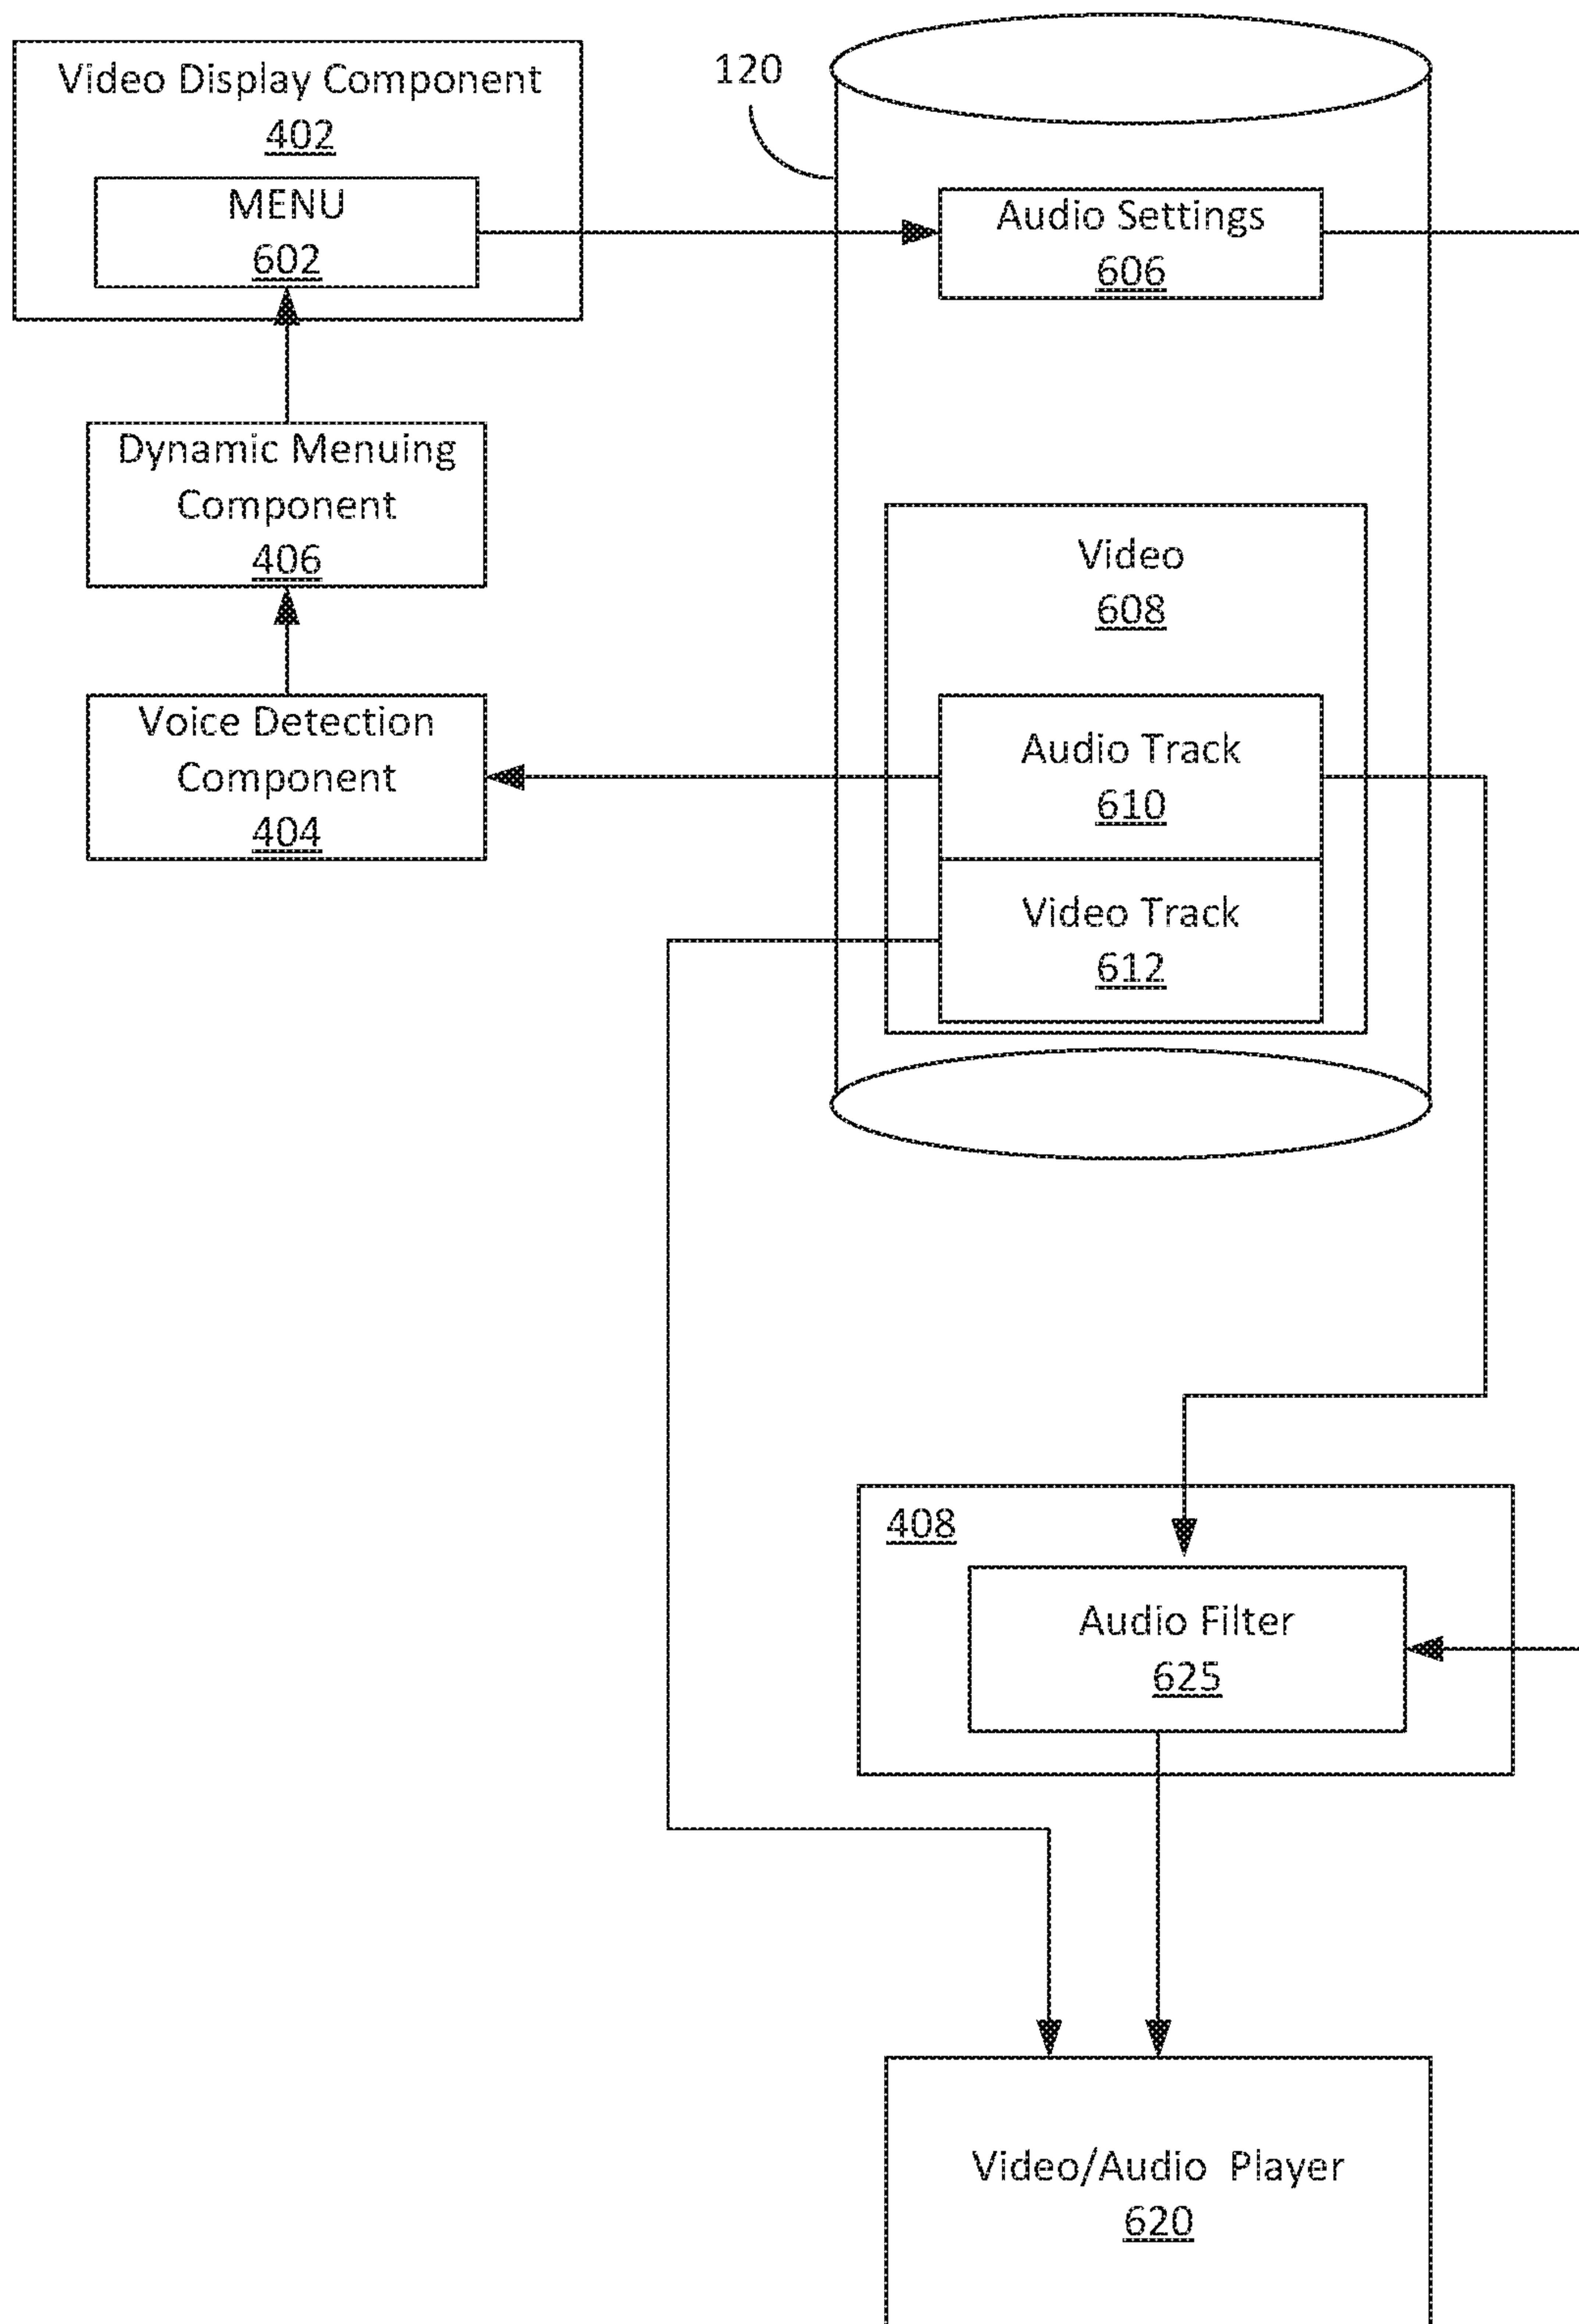 Video Display Component
402
MENU
602
120
Audio Settings
606
Dynamic Menuing
Component
406
Video
608
Voice Detection
Component
404
Audio Track
610
Video Track
612
408
Audio Filter
625
Video/Audio Player
620